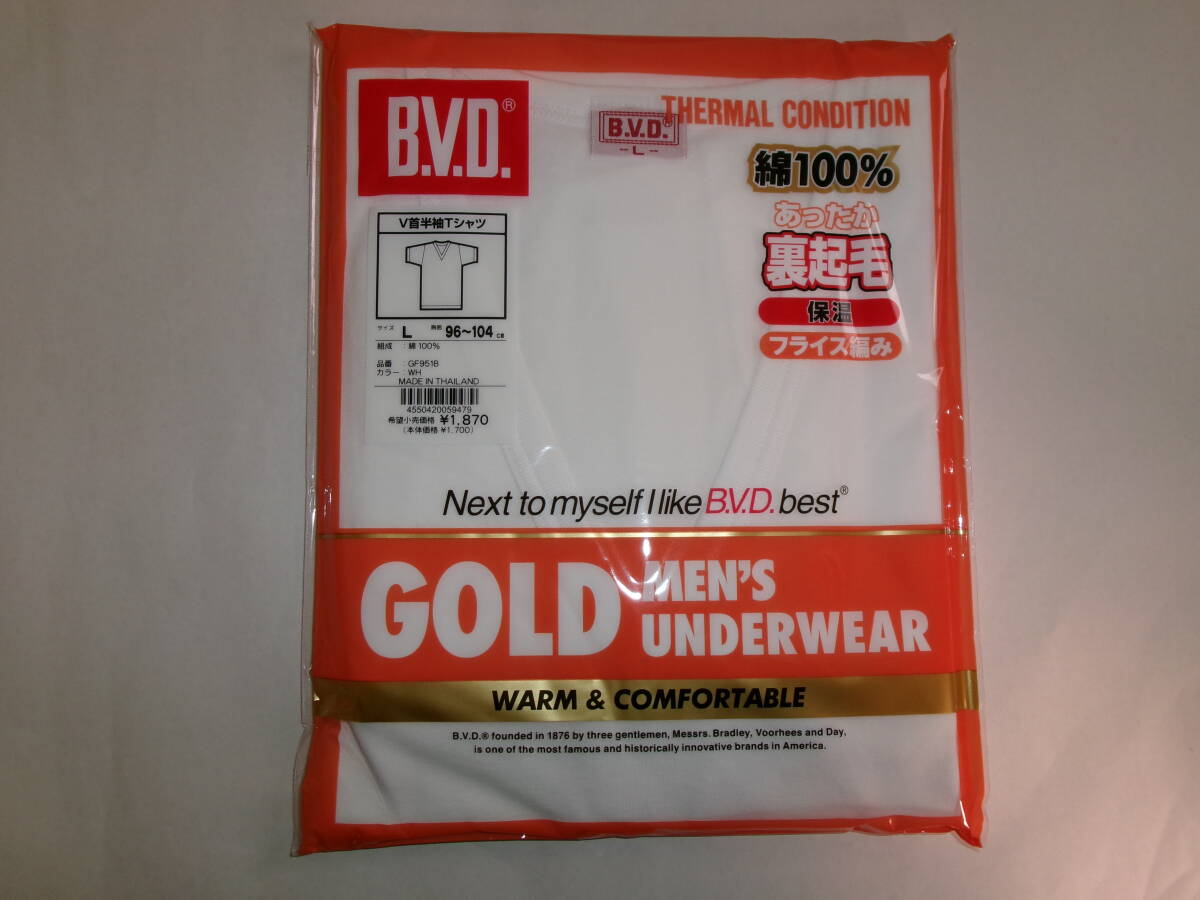 B.V.D.®
B.V.D.®
- L -
THERMAL CONDITION
綿100%
あったか
裏起毛
保温
フライス編み
V首半袖Tシャツ
サイズ L 胸囲 96~104 cm
組成 : 綿100%
品番 : GF951B
カラー : WH
MADE IN THAILAND
4550420059479
希望小売価格 ¥1,870
(本体価格 ¥1,700)
Next to myself I like B.V.D. best®
GOLD MEN'S UNDERWEAR
WARM & COMFORTABLE
B.V.D.® founded in 1876 by three gentlemen, Messrs. Bradley, Voorhees and Day,
is one of the most famous and historically innovative brands in America.